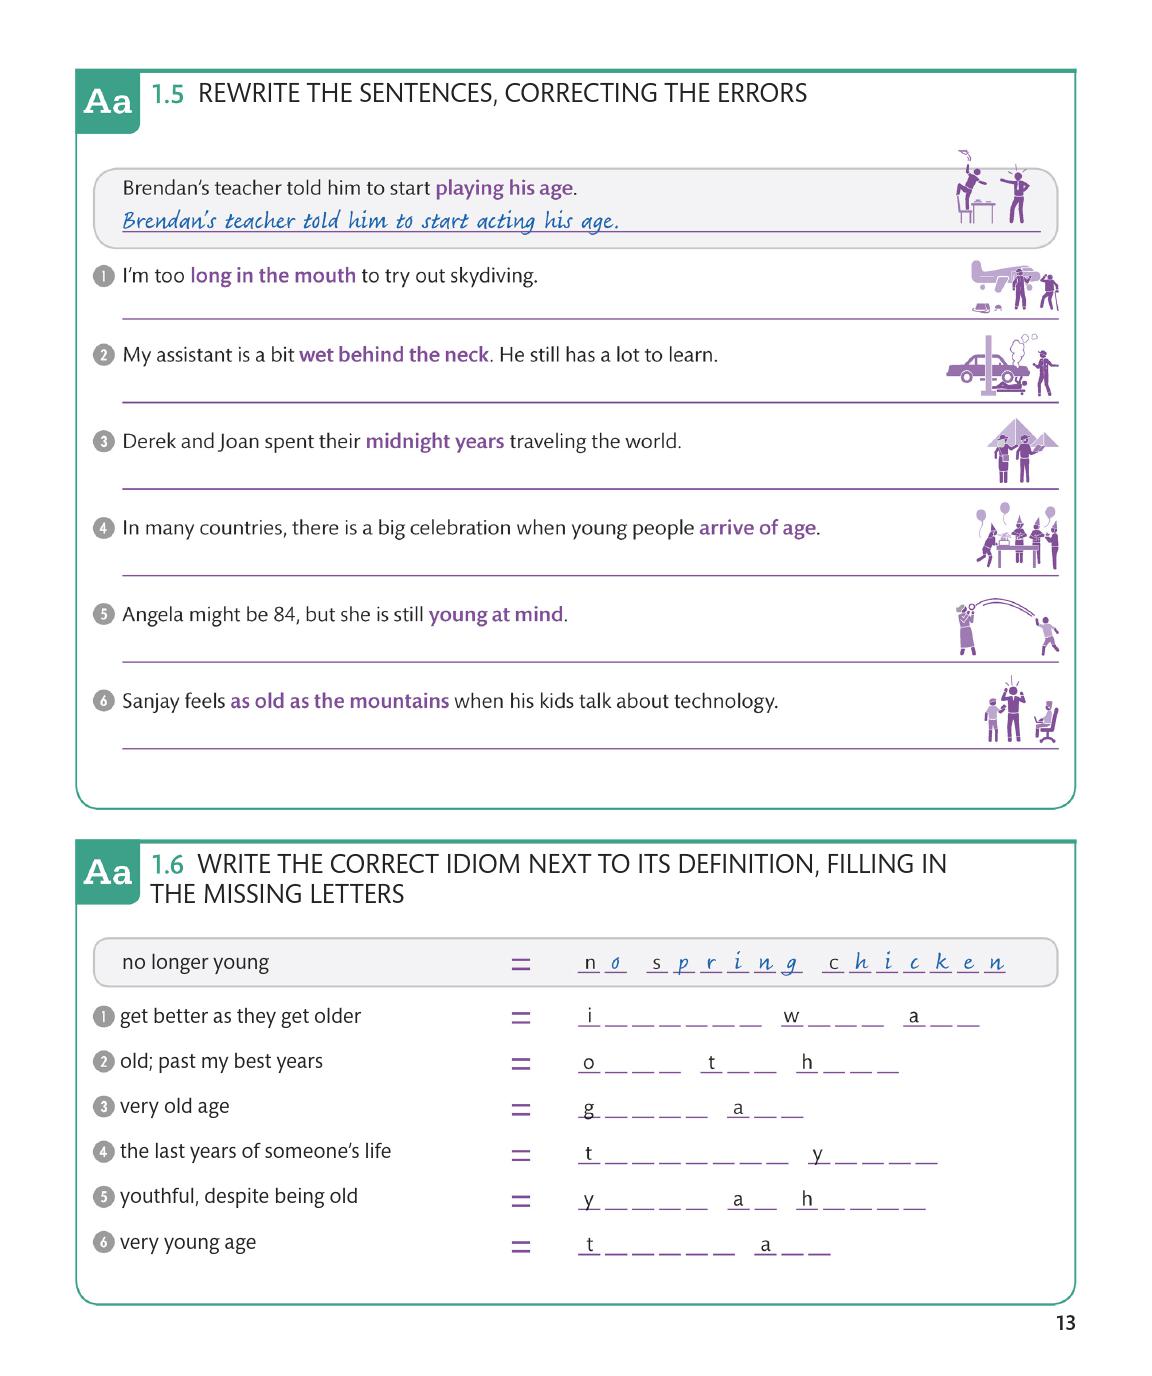 Aa 1.5 REWRITE THE SENTENCES, CORRECTING THE ERRORS
Brendan's teacher told him to start playing his age.
Brendan's teacher told him to start acting his age.
1 I'm too long in the mouth to try out skydiving.
2 My assistant is a bit wet behind the neck. He still has a lot to learn.
3 Derek and Joan spent their midnight years traveling the world.
4 In many countries, there is a big celebration when young people arrive of age.
5 Angela might be 84, but she is still young at mind.
6 Sanjay feels as old as the mountains when his kids talk about technology.
Aa 1.6 WRITE THE CORRECT IDIOM NEXT TO ITS DEFINITION, FILLING IN
THE MISSING LETTERS
no longer young = no spring chicken
1 get better as they get older = i _ _ _ _ _ _ w _ _ _ a _ _
2 old; past my best years = o _ _ _ t _ _ h _ _ _
3 very old age = g _ _ _ _ a _ _
4 the last years of someone's life = t _ _ _ _ _ _ _ y _ _ _ _
5 youthful, despite being old = y _ _ _ _ a _ h _ _ _ _
6 very young age = t _ _ _ _ _ a _ _
13